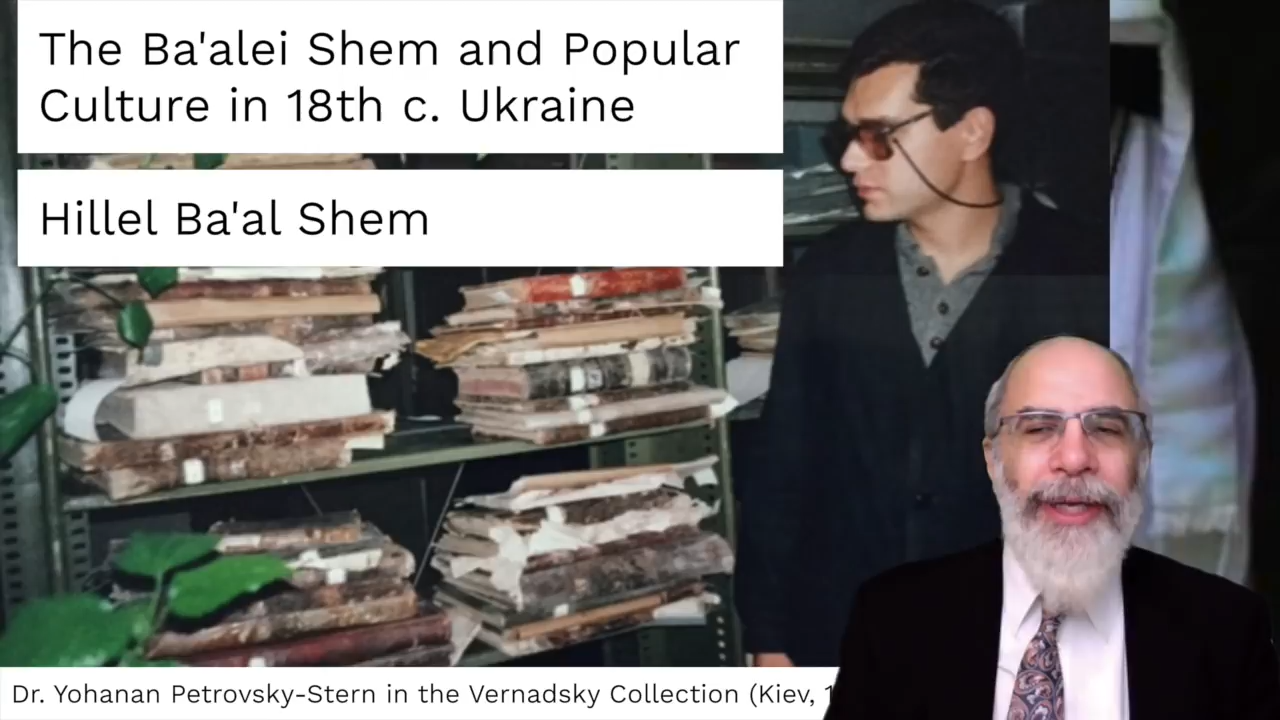 The Ba'alei Shem and Popular
Culture in 18th c. Ukraine
Hillel Ba'al Shem
Dr. Yohanan Petrovsky-Stern in the Vernadsky Collection (Kiev,